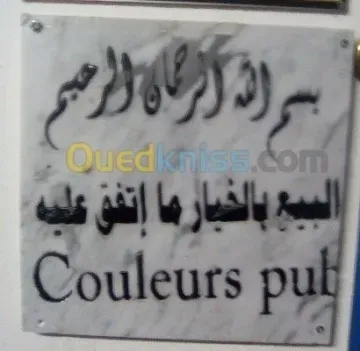 بسم الله الرحمان الرحيم
Ouedkniss.com
البيع بالخيار ما إتفق عليه
Couleurs pub